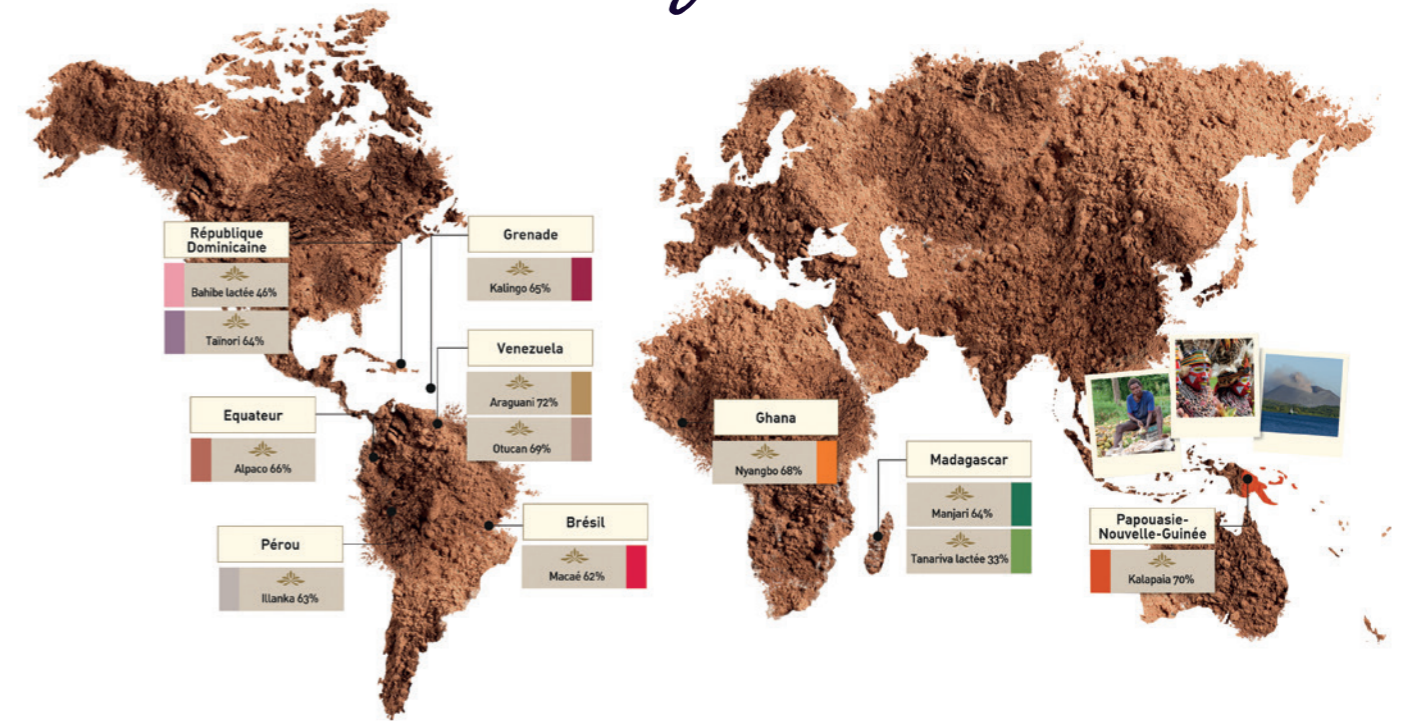 République
Dominicaine
Bahibe lactée 46%
Taïnori 64%
Grenade
Kalingo 65%
Venezuela
Araguani 72%
Otucan 69%
Equateur
Alpaco 66%
Pérou
Illanka 63%
Brésil
Macaé 62%
Ghana
Nyangbo 68%
Madagascar
Manjari 64%
Tanariva lactée 33%
Papouasie-
Nouvelle-Guinée
Kalapaia 70%